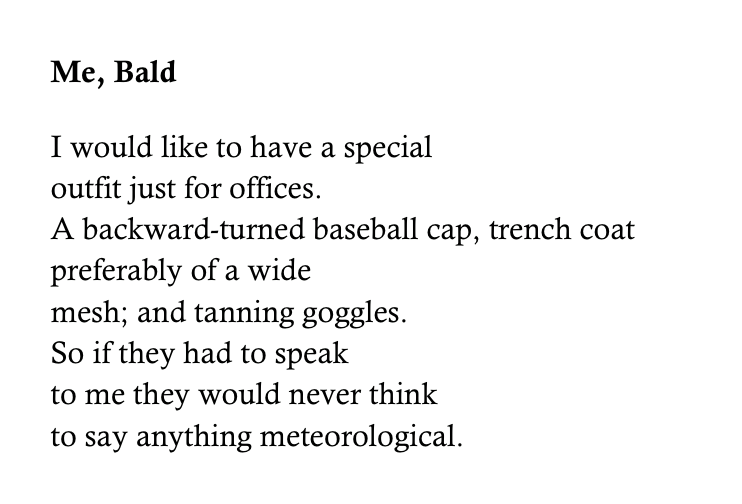 Me, Bald
I would like to have a special
outfit just for offices.
A backward-turned baseball cap, trench coat
preferably of a wide
mesh; and tanning goggles.
So if they had to speak
to me they would never think
to say anything meteorological.